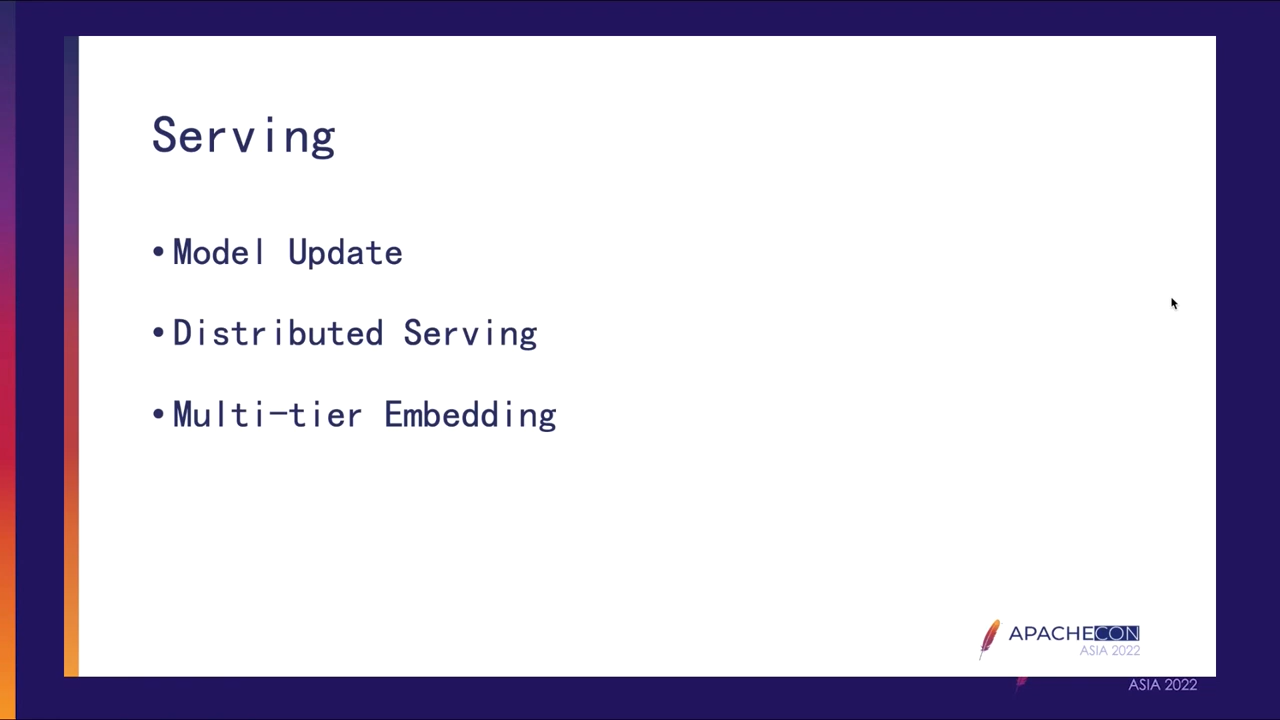 Serving
• Model Update
• Distributed Serving
• Multi-tier Embedding
APACHECON
ASIA 2022
ASIA 2022